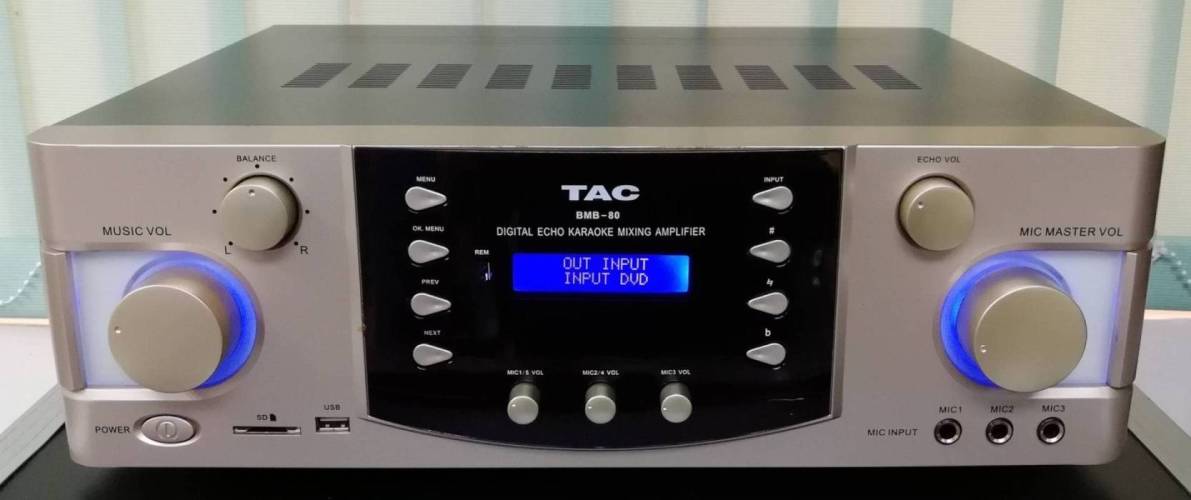 BALANCE
L R
MUSIC VOL
POWER
SD
USB
MENU
OK. MENU
PREV
NEXT
REM
TAC
BMB-80
DIGITAL ECHO KARAOKE MIXING AMPLIFIER
OUT INPUT
INPUT DVD
INPUT
#
♮
b
MIC1/5 VOL MIC2/4 VOL MIC3 VOL
ECHO VOL
MIC MASTER VOL
MIC INPUT
MIC1 MIC2 MIC3